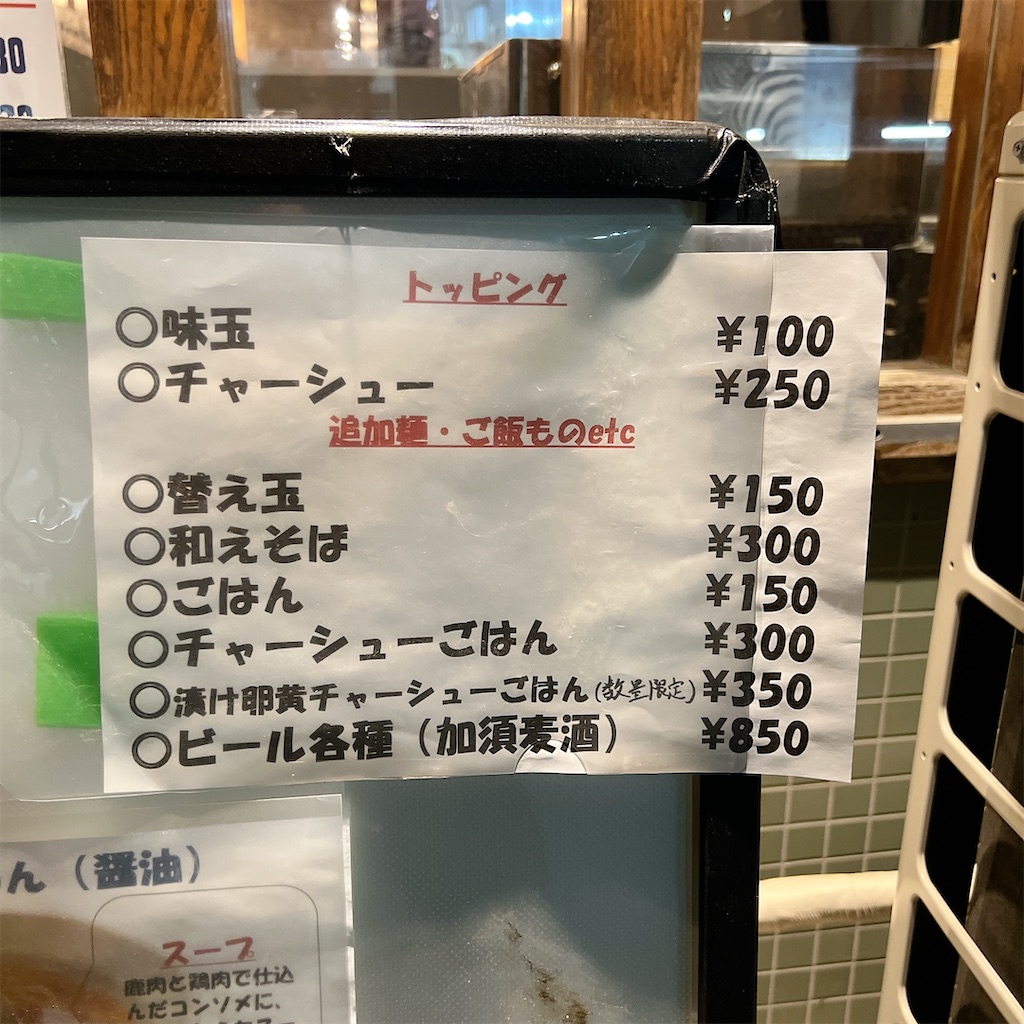 トッピング
○味玉 ¥100
○チャーシュー ¥250
追加麺・ご飯ものetc
○替え玉 ¥150
○和えそば ¥300
○ごはん ¥150
○チャーシューごはん ¥300
○漬け卵黄チャーシューごはん(数量限定) ¥350
○ビール各種（加須麦酒） ¥850
ん（醤油）
スープ
鹿肉と鶏肉で仕込
んだコンソメに、